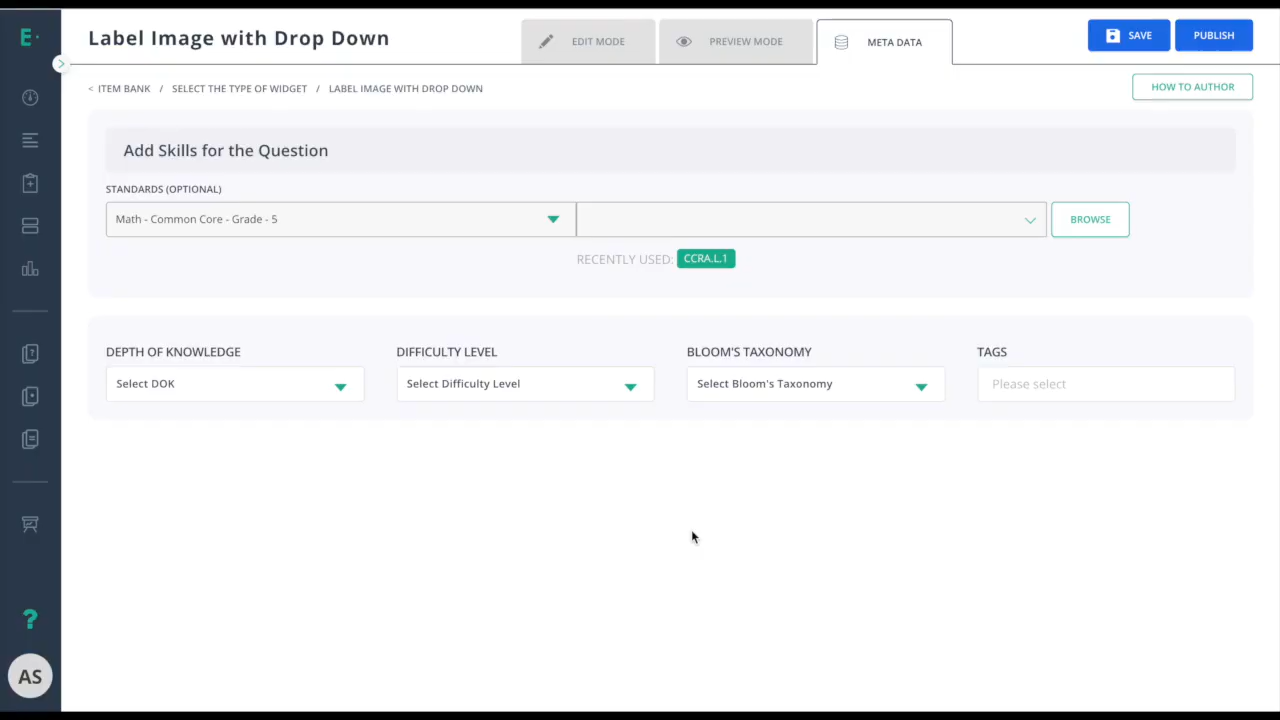 E.
Label Image with Drop Down
EDIT MODE
PREVIEW MODE
META DATA
SAVE
PUBLISH
< ITEM BANK / SELECT THE TYPE OF WIDGET / LABEL IMAGE WITH DROP DOWN
HOW TO AUTHOR
Add Skills for the Question
STANDARDS (OPTIONAL)
Math - Common Core - Grade - 5
BROWSE
RECENTLY USED: CCRA.L.1
DEPTH OF KNOWLEDGE
Select DOK
DIFFICULTY LEVEL
Select Difficulty Level
BLOOM'S TAXONOMY
Select Bloom's Taxonomy
TAGS
Please select
?
AS